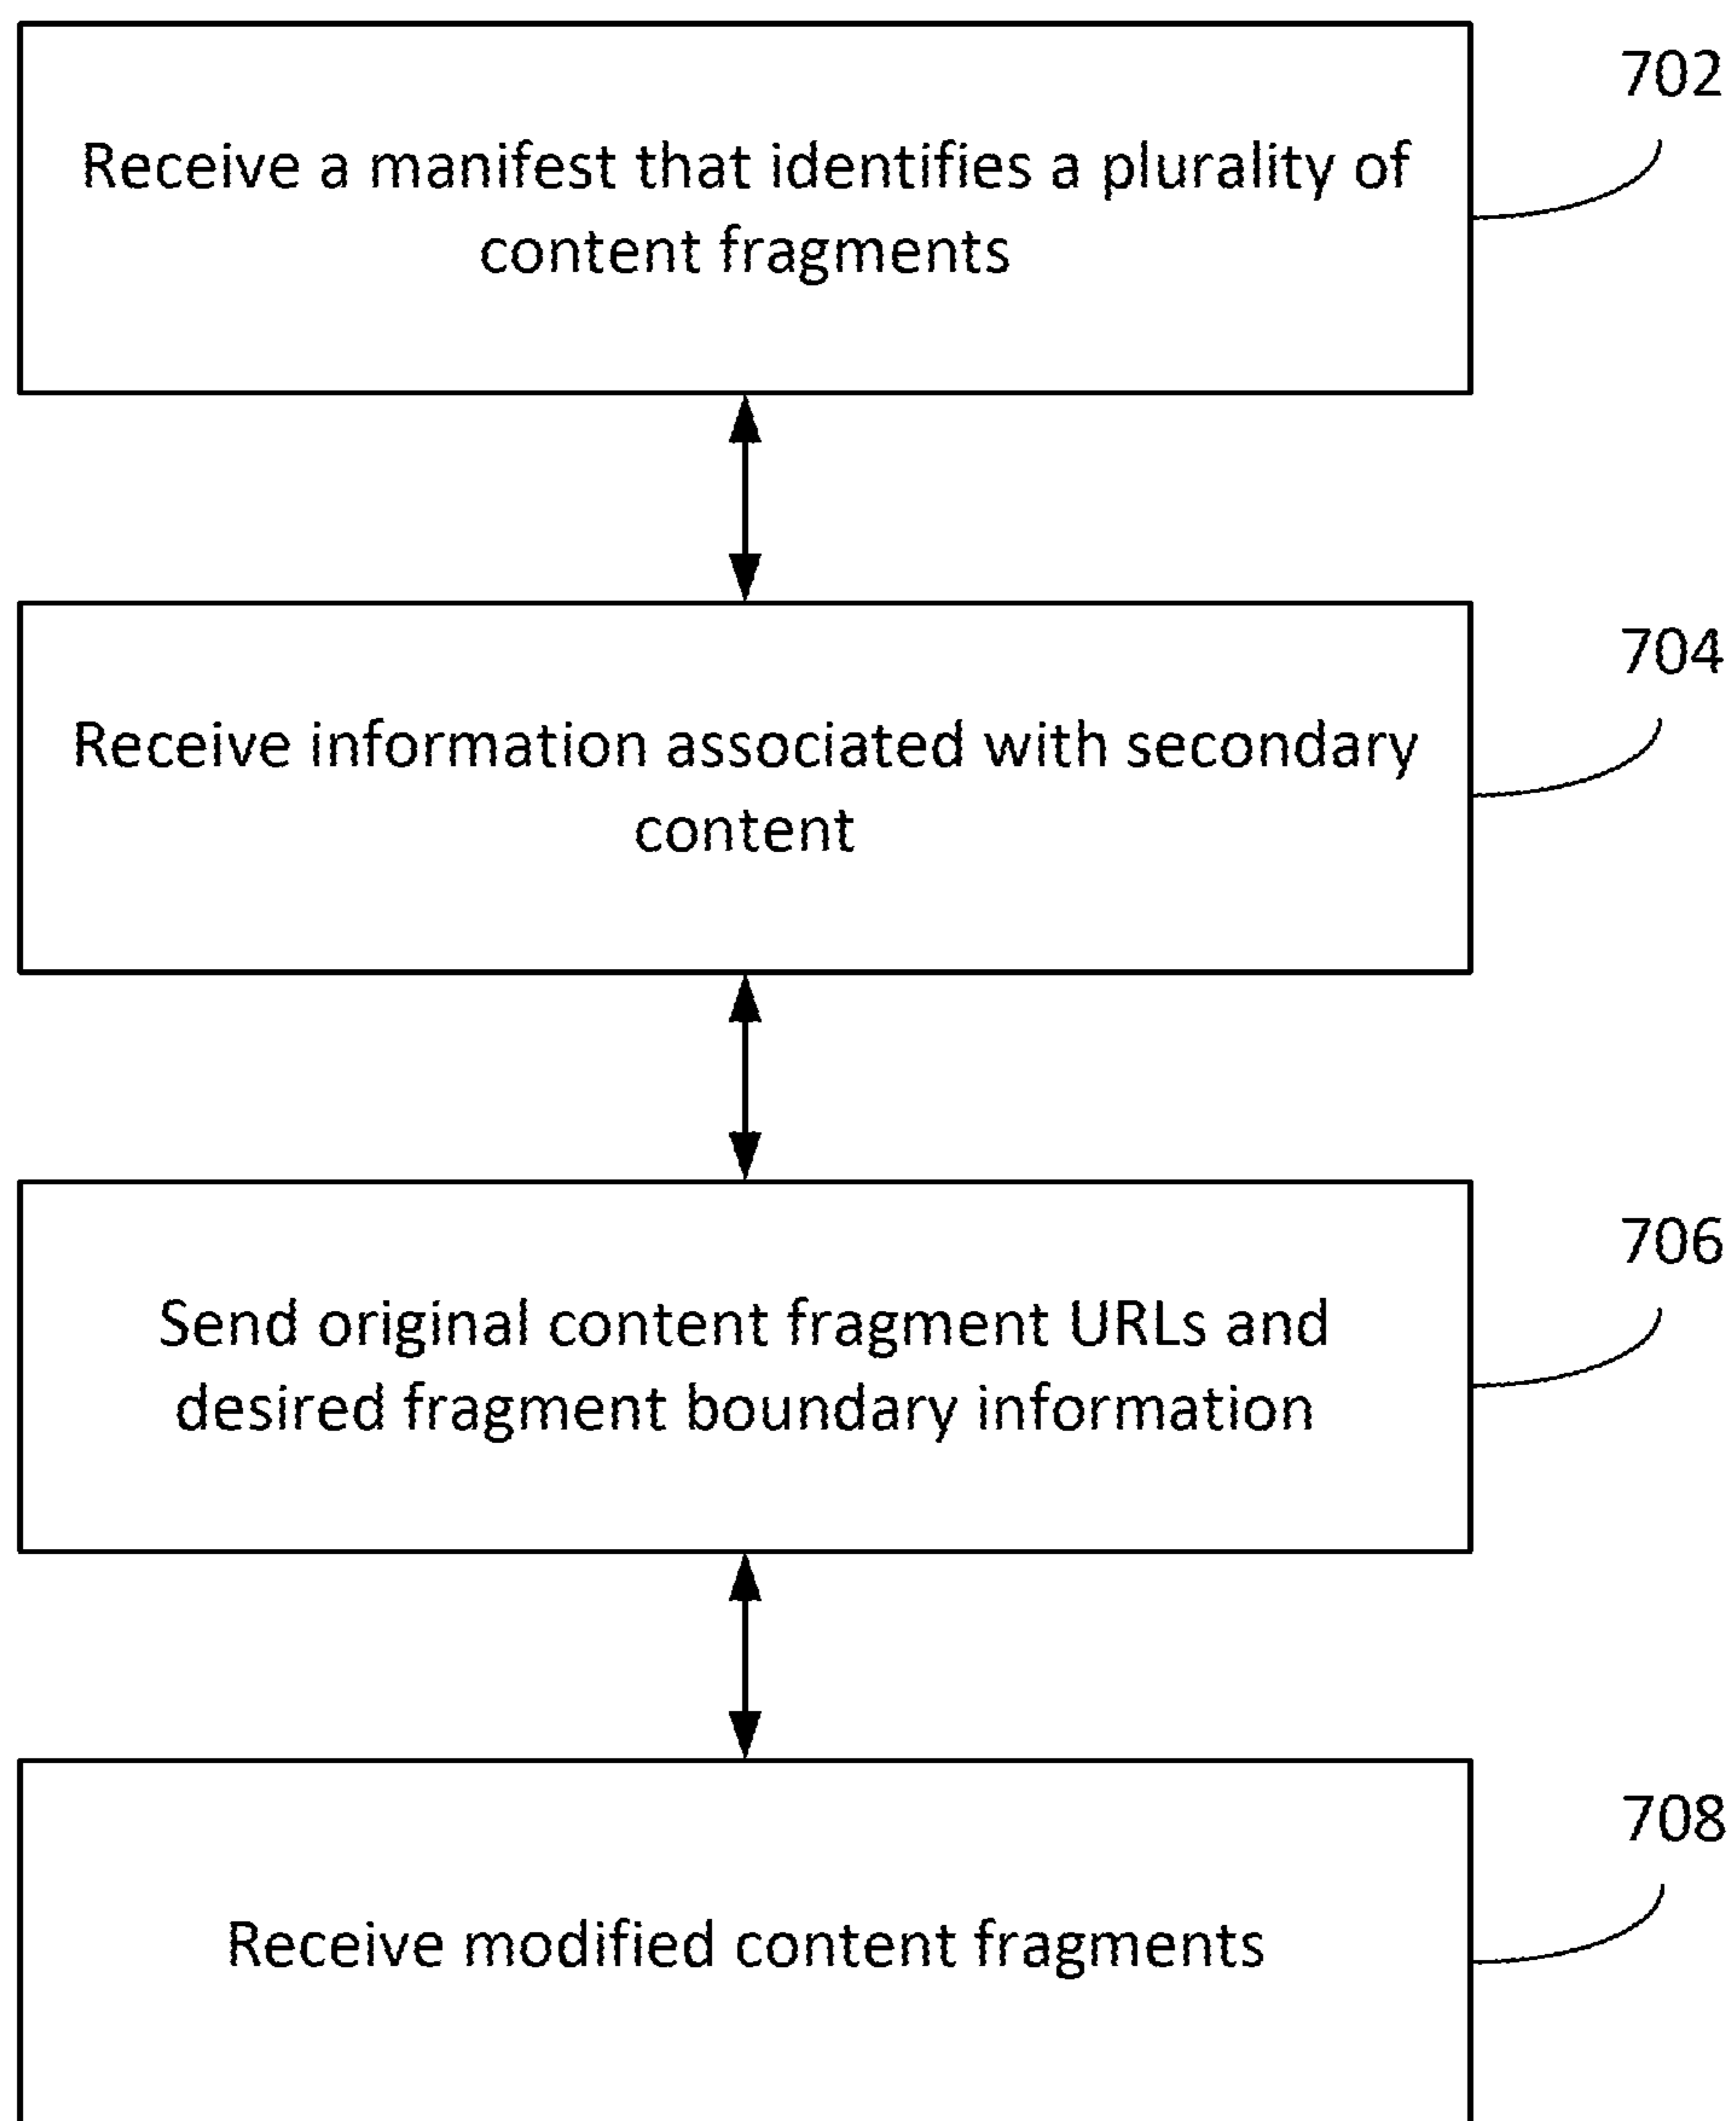 702
Receive a manifest that identifies a plurality of
content fragments
704
Receive information associated with secondary
content
706
Send original content fragment URLs and
desired fragment boundary information
708
Receive modified content fragments